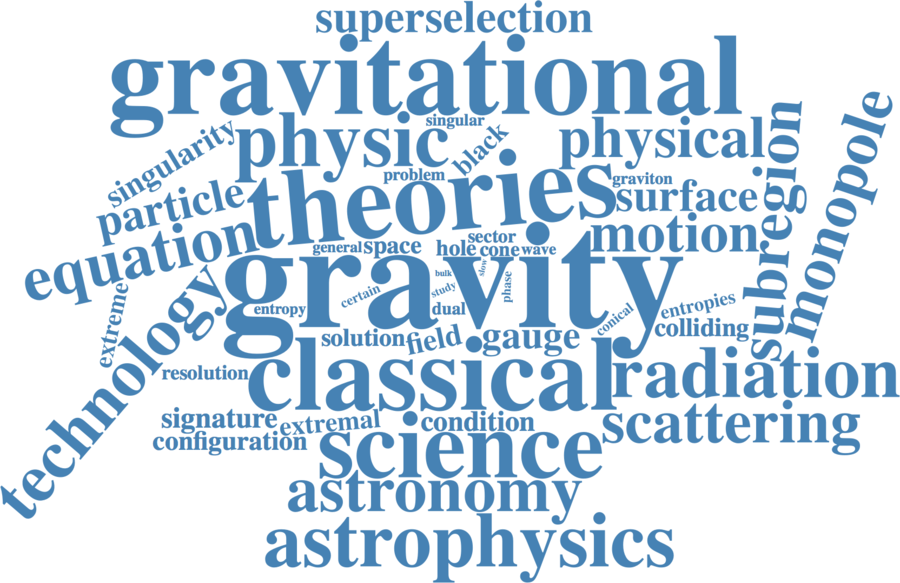 superselection
gravitational
singular
physic
black
physical
singularity
problem
graviton
theories
surface
subregion
monopole
particle
equation
general
space
sector
hole
cone
wave
motion
gravity
bulk
slow
study
phase
certain
entropy
dual
conical
entropies
colliding
extreme
technology
solution
field
gauge
resolution
classical
radiation
signature
extremal
condition
configuration
scattering
science
astronomy
astrophysics